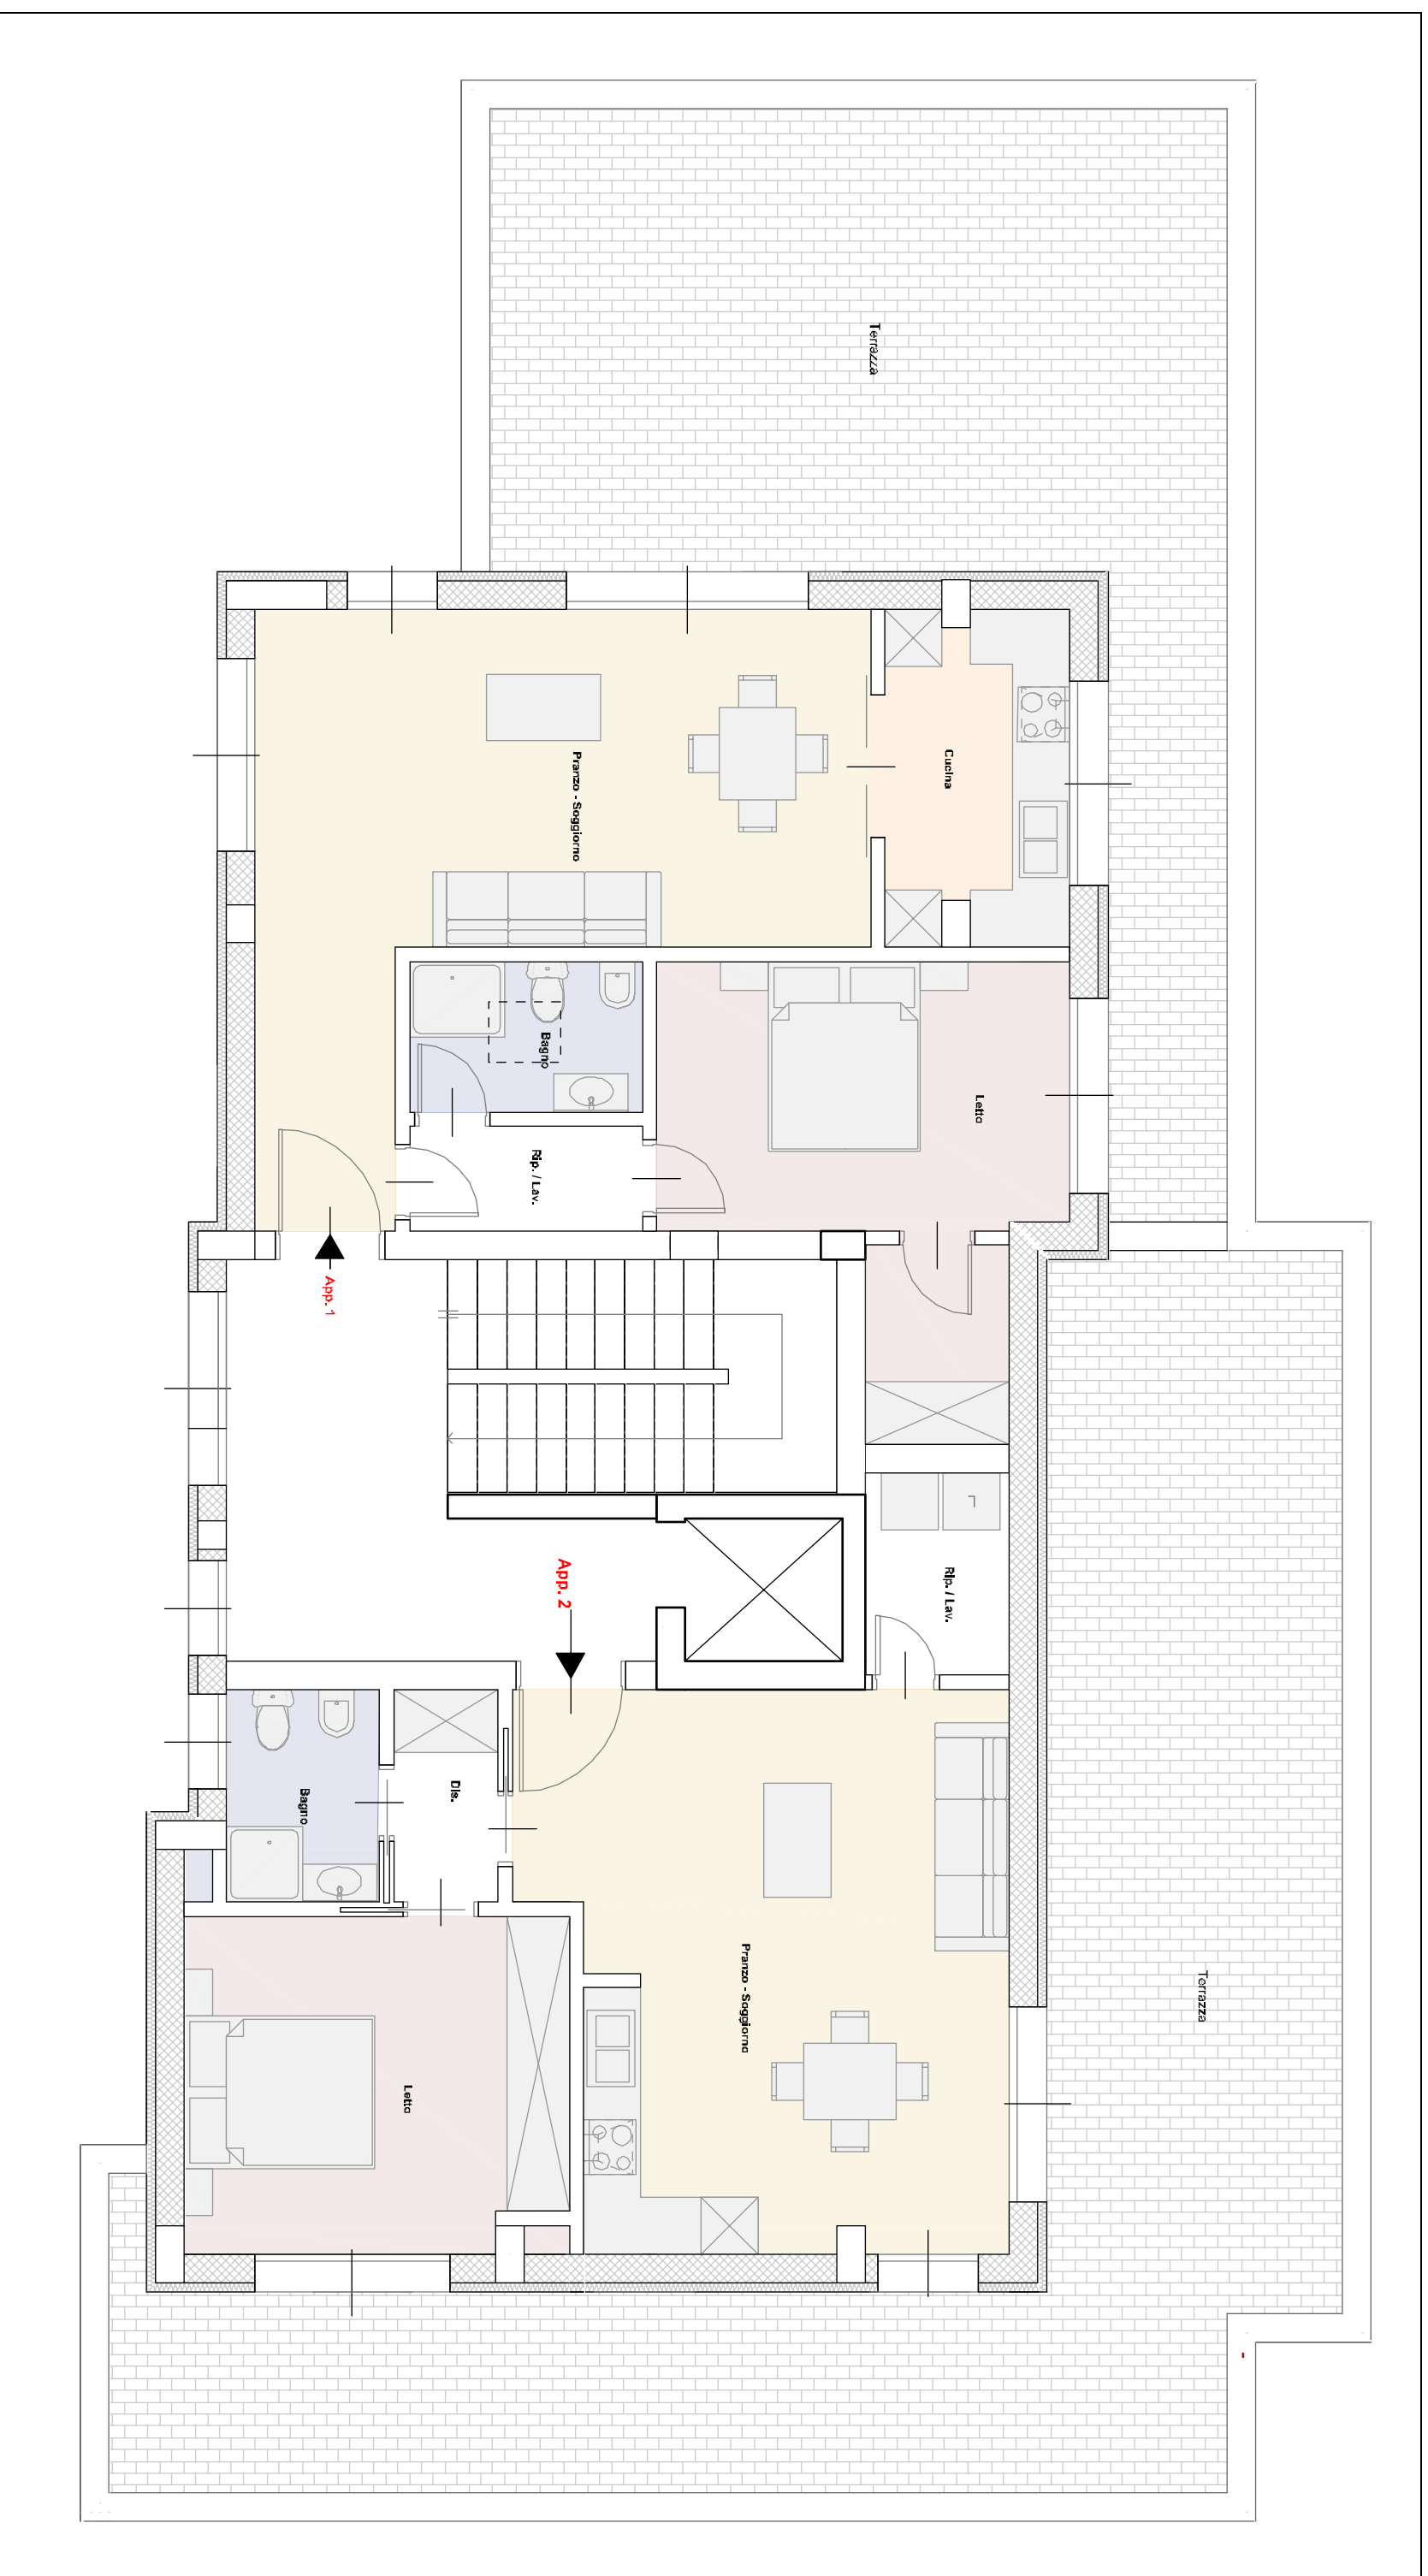 Terrazza
Pranzo - Soggiorno
Cucina
Bagno
Letto
Rip. / Lav.
App. 1
App. 2
Rip. / Lav.
Dis.
Bagno
Pranzo - Soggiorno
Terrazza
Letto